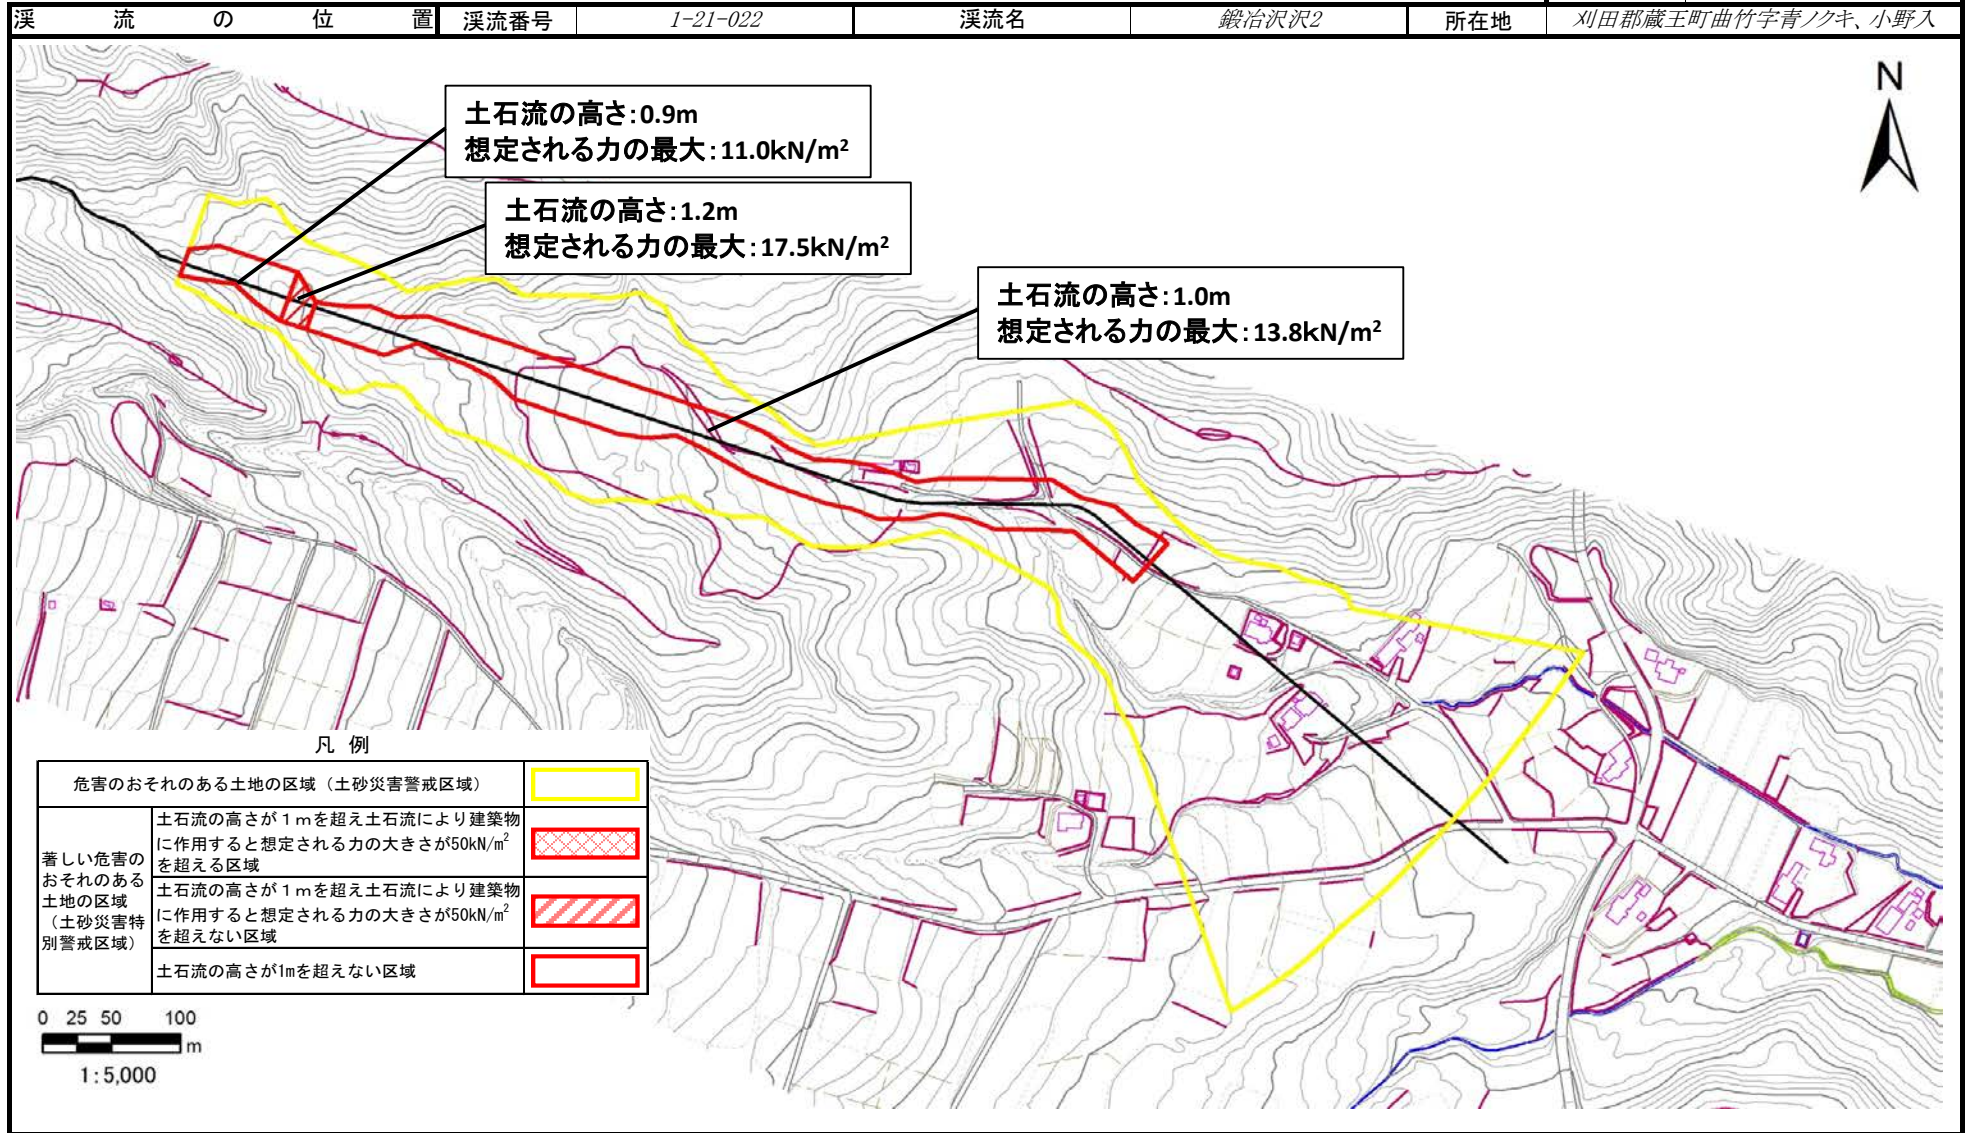 溪流の位置 渓流番号 1-21-022 渓流名 鍛冶沢沢2 所在地 刈田郡蔵王町曲竹字青ノクキ、小野入
N
土石流の高さ:0.9m
想定される力の最大:11.0kN/m²
土石流の高さ:1.2m
想定される力の最大:17.5kN/m²
土石流の高さ:1.0m
想定される力の最大:13.8kN/m²
凡例
危害のおそれのある土地の区域（土砂災害警戒区域）
著しい危害の
おそれのある
土地の区域
（土砂災害特
別警戒区域）
土石流の高さが１ｍを超え土石流により建築物
に作用すると想定される力の大きさが50kN/m²
を超える区域
土石流の高さが１ｍを超え土石流により建築物
に作用すると想定される力の大きさが50kN/m²
を超えない区域
土石流の高さが1mを超えない区域
0 25 50 100
m
1:5,000